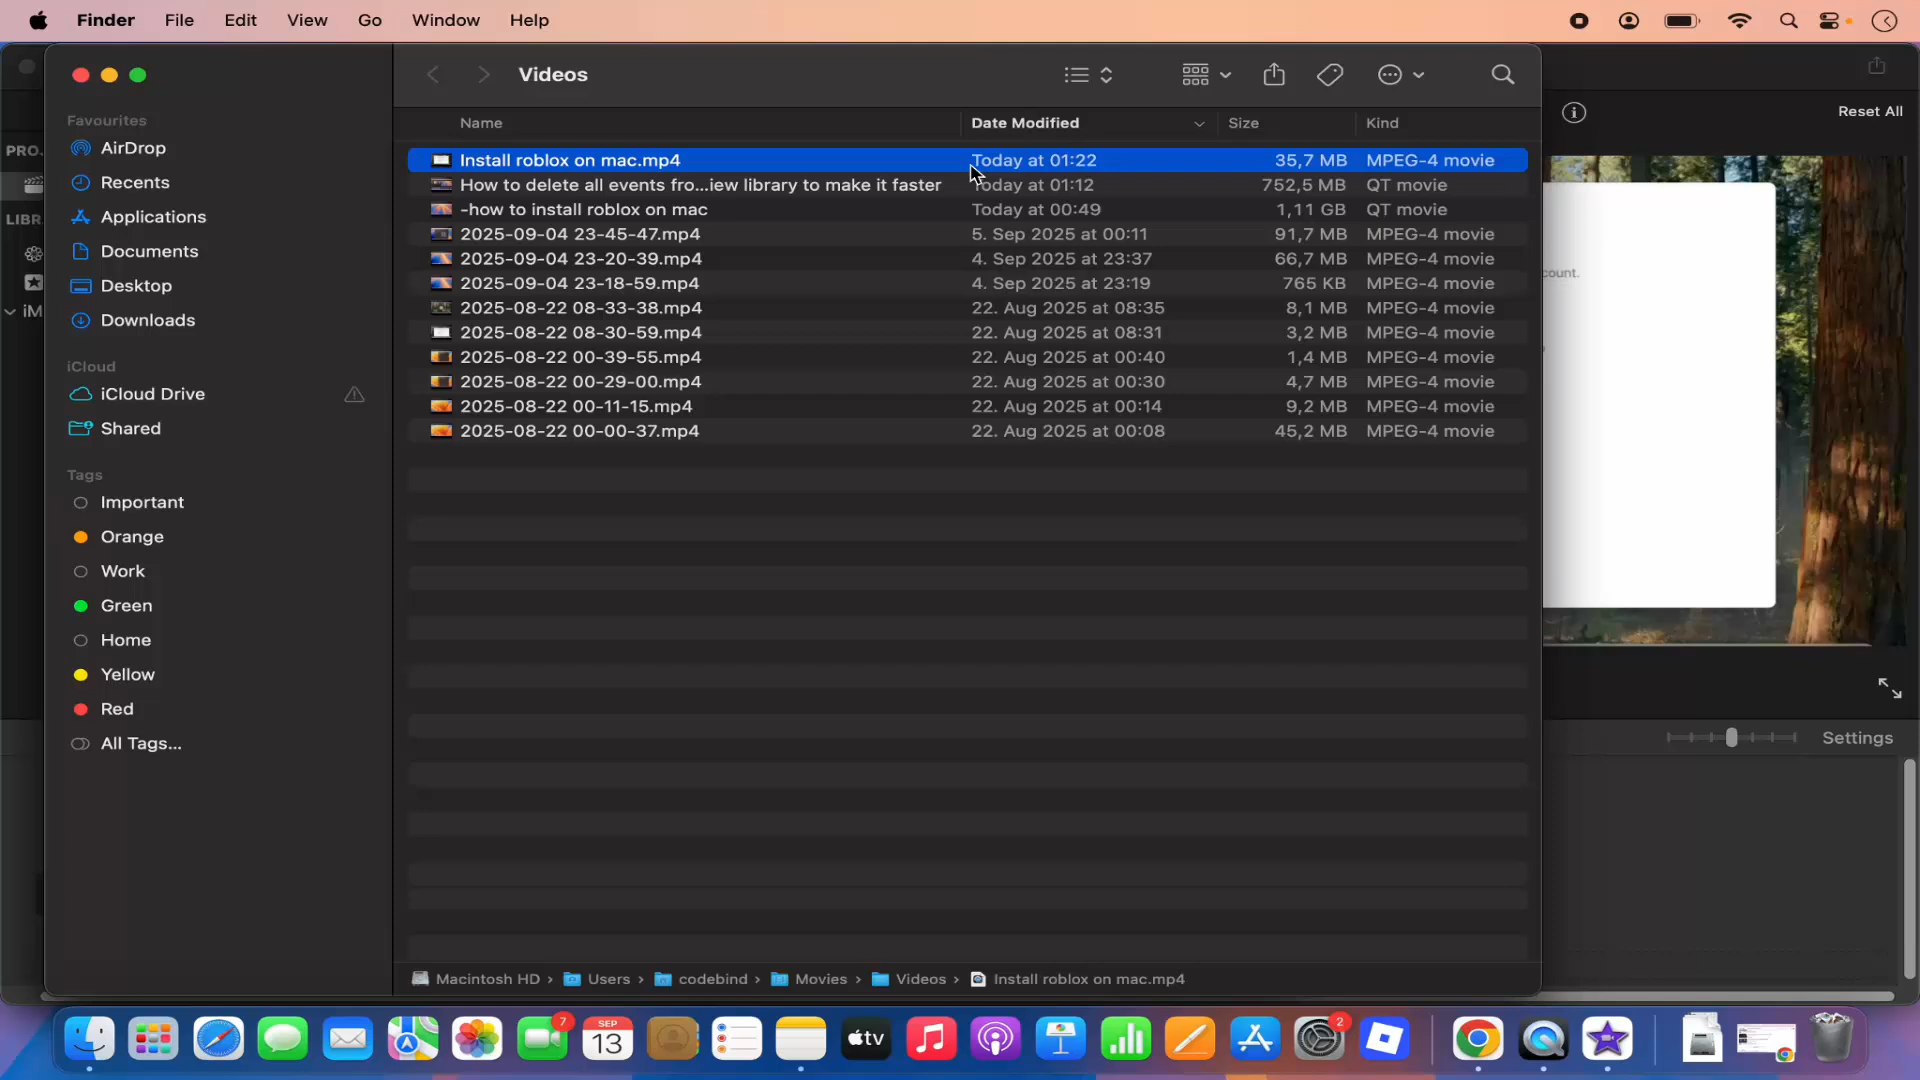 Finder File Edit View Go Window Help
Videos
Reset All
Favourites
AirDrop
Recents
Applications
Documents
Desktop
Downloads
iCloud
iCloud Drive
Shared
Tags
Important
Orange
Work
Green
Home
Yellow
Red
All Tags...
PRO.
LIBR
iM
Name Date Modified Size Kind
Install roblox on mac.mp4 Today at 01:22 35,7 MB MPEG-4 movie
How to delete all events fro...iew library to make it faster Today at 01:12 752,5 MB QT movie
-how to install roblox on mac Today at 00:49 1,11 GB QT movie
2025-09-04 23-45-47.mp4 5. Sep 2025 at 00:11 91,7 MB MPEG-4 movie
2025-09-04 23-20-39.mp4 4. Sep 2025 at 23:37 66,7 MB MPEG-4 movie
2025-09-04 23-18-59.mp4 4. Sep 2025 at 23:19 765 KB MPEG-4 movie
2025-08-22 08-33-38.mp4 22. Aug 2025 at 08:35 8,1 MB MPEG-4 movie
2025-08-22 08-30-59.mp4 22. Aug 2025 at 08:31 3,2 MB MPEG-4 movie
2025-08-22 00-39-55.mp4 22. Aug 2025 at 00:40 1,4 MB MPEG-4 movie
2025-08-22 00-29-00.mp4 22. Aug 2025 at 00:30 4,7 MB MPEG-4 movie
2025-08-22 00-11-15.mp4 22. Aug 2025 at 00:14 9,2 MB MPEG-4 movie
2025-08-22 00-00-37.mp4 22. Aug 2025 at 00:08 45,2 MB MPEG-4 movie
count.
Settings
Macintosh HD › Users › codebind › Movies › Videos › Install roblox on mac.mp4
7
SEP
13
tv
2